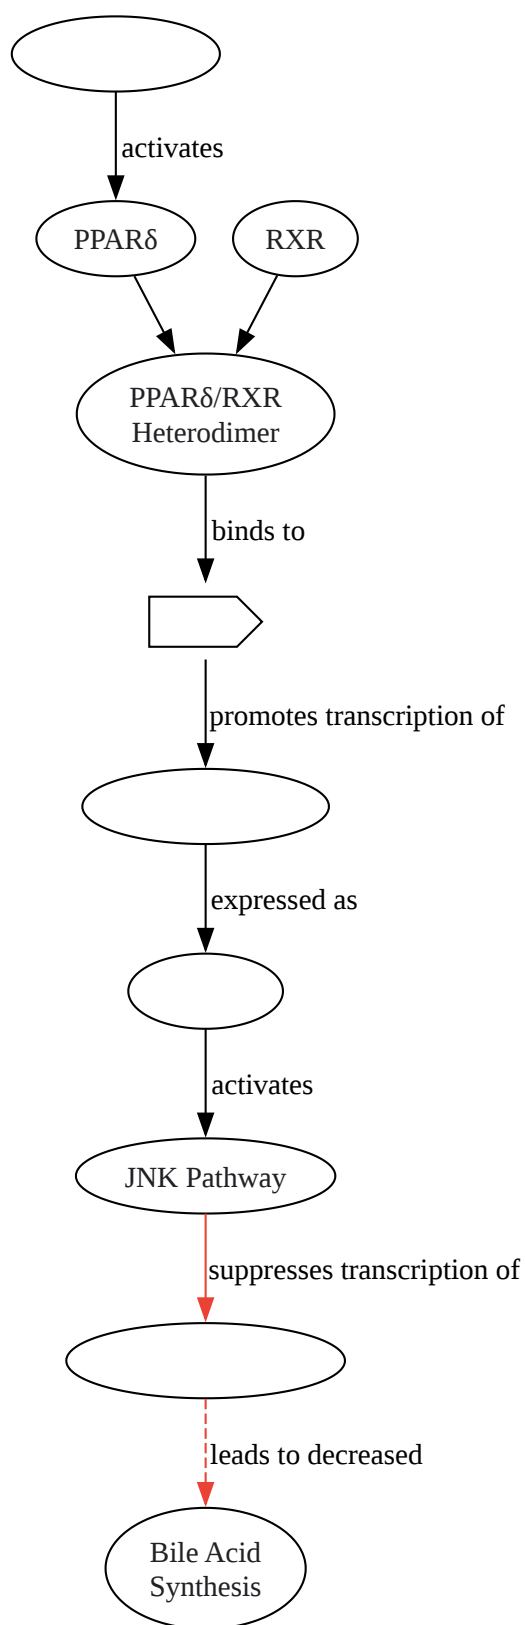 activates
PPARδ
RXR
PPARδ/RXR
Heterodimer
binds to
promotes transcription of
expressed as
activates
JNK Pathway
suppresses transcription of
leads to decreased
Bile Acid
Synthesis